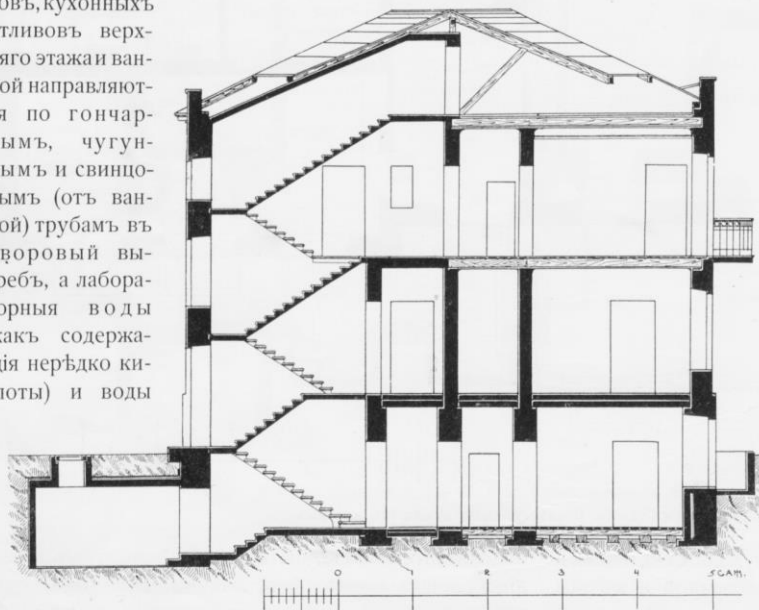 овъ, кухонныхъ
тливовъ верх-
яго этажа и ван-
ой направляют-
я по гончар-
ымъ, чугун-
ымъ и свинцо-
ымъ (отъ ван-
ой) трубамъ въ
воровый вы-
ребъ, а лабора-
орныя воды
какъ содержа-
ція нерѣдко ки-
лоты) и воды
0 1 2 3 4 5 САЖ.